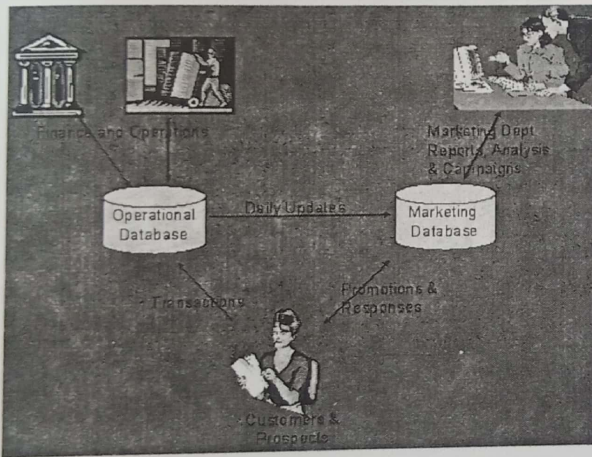 Finance and Operations
Marketing Dept
Reports, Analysis
& Campaigns
Operational
Database
Daily Updates
Marketing
Database
Transactions
Promotions &
Responses
Customers &
Prospects